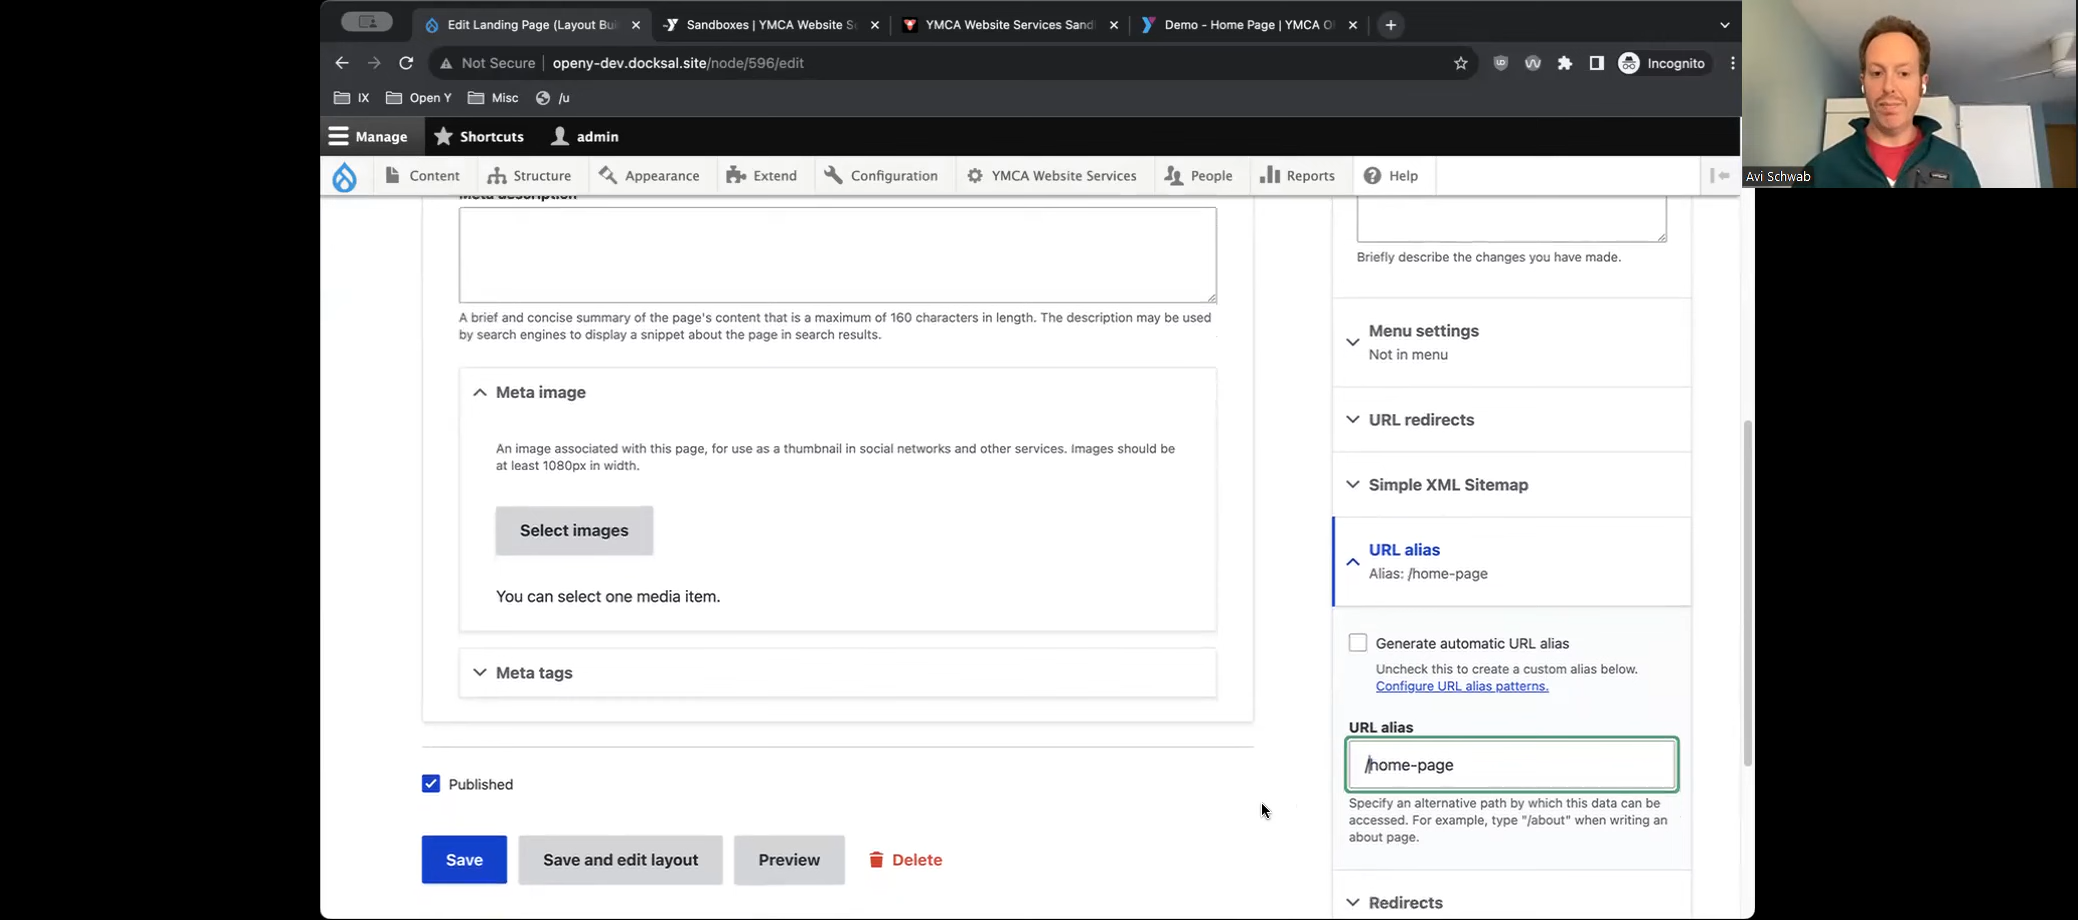 Edit Landing Page (Layout Bui
Sandboxes | YMCA Website S
YMCA Website Services Sand
Demo - Home Page | YMCA O
Not Secure
openy-dev.docksal.site/node/596/edit
Incognito
IX
Open Y
Misc
/u
Manage
Shortcuts
admin
Avi Schwab
Content
Structure
Appearance
Extend
Configuration
YMCA Website Services
People
Reports
Help
Meta description
A brief and concise summary of the page's content that is a maximum of 160 characters in length. The description may be used
by search engines to display a snippet about the page in search results.
Meta image
An image associated with this page, for use as a thumbnail in social networks and other services. Images should be
at least 1080px in width.
Select images
You can select one media item.
Meta tags
Published
Save
Save and edit layout
Preview
Delete
Briefly describe the changes you have made.
Menu settings
Not in menu
URL redirects
Simple XML Sitemap
URL alias
Alias: /home-page
Generate automatic URL alias
Uncheck this to create a custom alias below.
Configure URL alias patterns.
URL alias
/home-page
Specify an alternative path by which this data can be
accessed. For example, type "/about" when writing an
about page.
Redirects